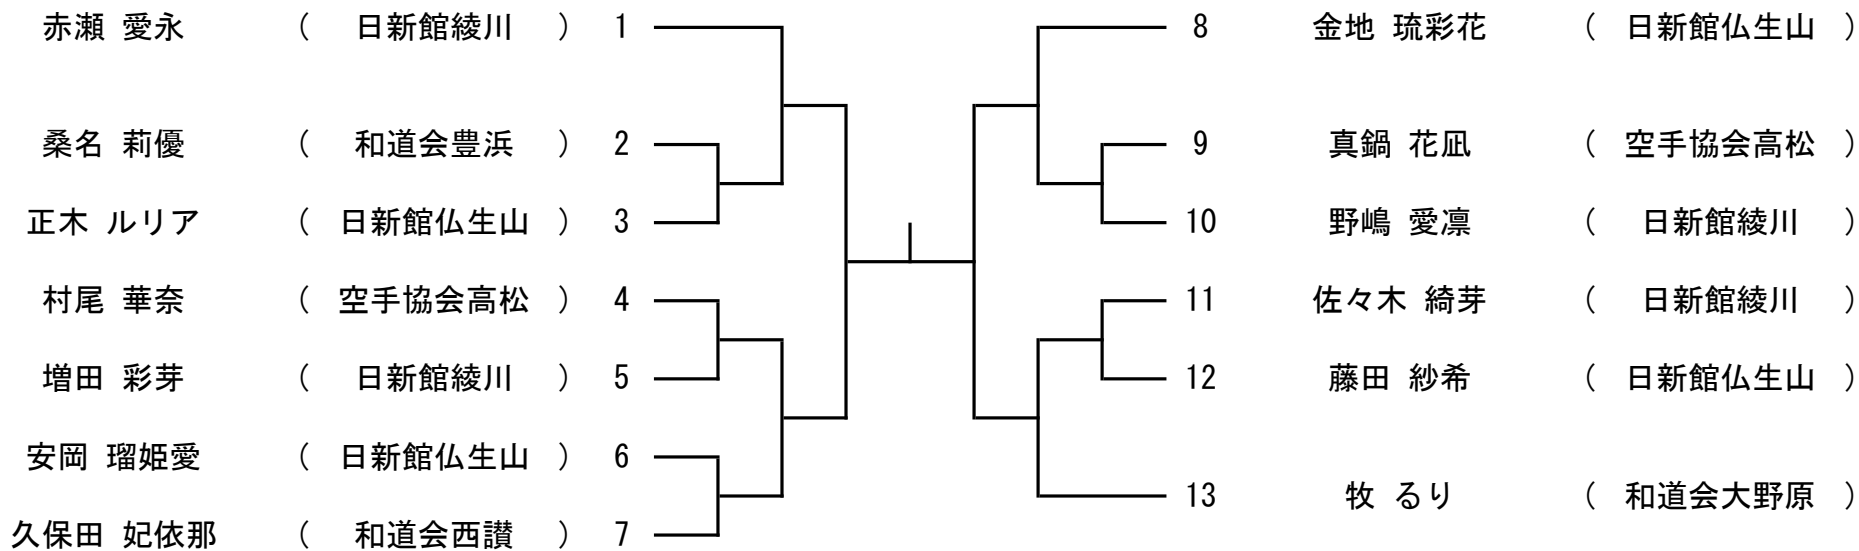 赤瀬 愛永 ( 日新館綾川 ) 1
桑名 莉優 ( 和道会豊浜 ) 2
正木 ルリア ( 日新館仏生山 ) 3
村尾 華奈 ( 空手協会高松 ) 4
増田 彩芽 ( 日新館綾川 ) 5
安岡 瑠姫愛 ( 日新館仏生山 ) 6
久保田 妃依那 ( 和道会西讃 ) 7
8 金地 琉彩花 ( 日新館仏生山 )
9 真鍋 花凪 ( 空手協会高松 )
10 野嶋 愛凛 ( 日新館綾川 )
11 佐々木 綺芽 ( 日新館綾川 )
12 藤田 紗希 ( 日新館仏生山 )
13 牧 るり ( 和道会大野原 )